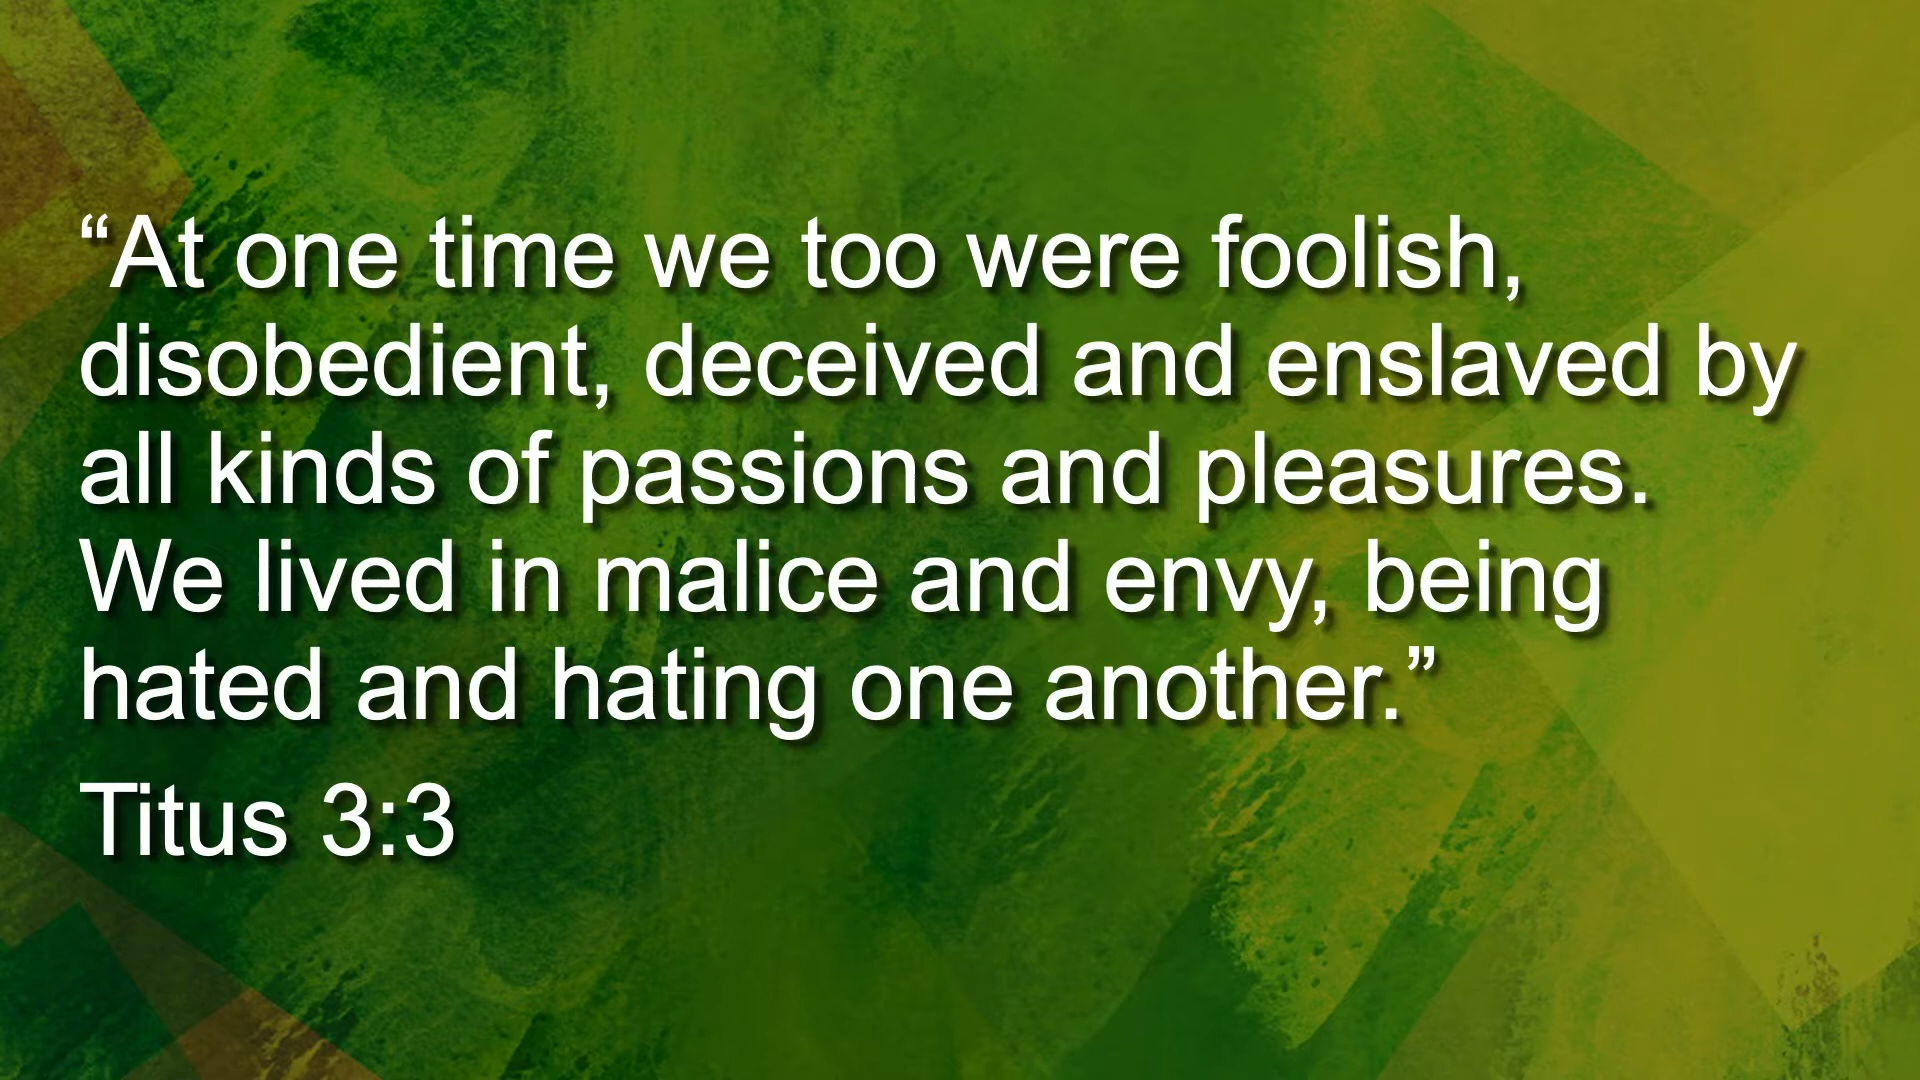 “At one time we too were foolish,
disobedient, deceived and enslaved by
all kinds of passions and pleasures.
We lived in malice and envy, being
hated and hating one another.”
Titus 3:3